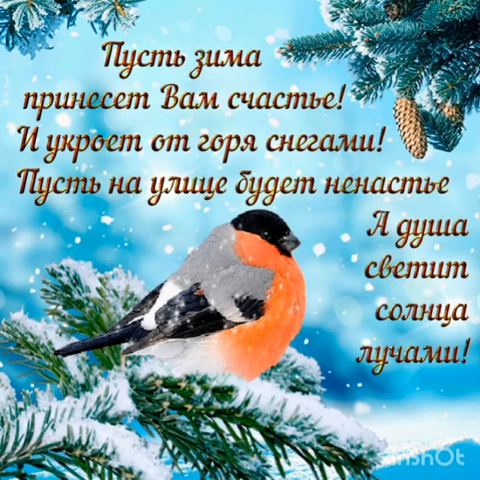 Пусть зима
принесет Вам счастье!
И укроет от горя снегами!
Пусть на улице будет ненастье
А душа
светит
солнца
лучами!